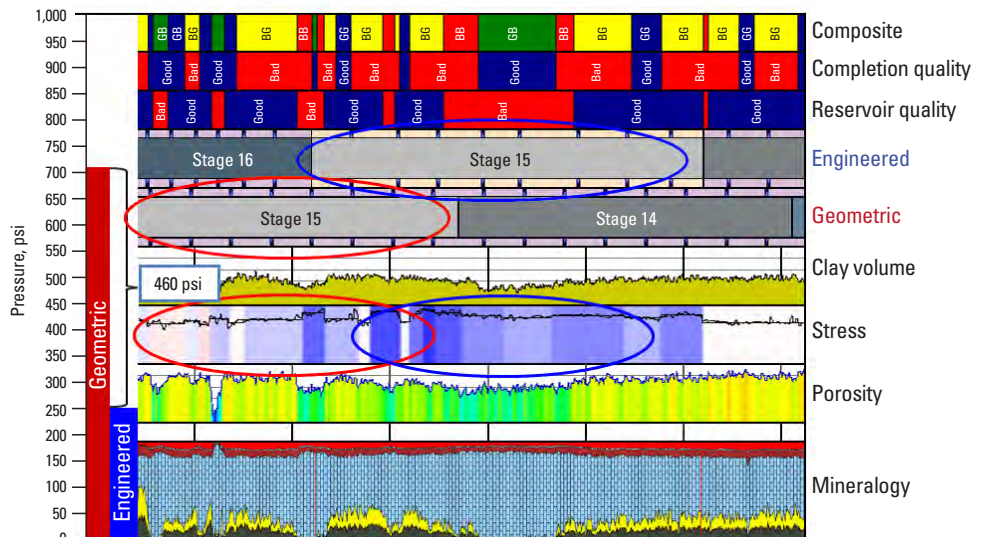 1,000
GB GB BG BG BB GG BG BG BB GB BB BG GG BG BG GG BG
Composite
950
900
Good Bad Good Bad Bad Good Bad Bad Good Bad Good Bad Good Bad
Completion quality
850
Bad Good Good Bad Good Good Bad Good Good
Reservoir quality
800
750
Stage 16
Stage 15
Engineered
700
650
Stage 15
Stage 14
Geometric
600
550
Clay volume
500
460 psi
450
400
Stress
350
300
Porosity
250
200
150
Mineralogy
100
50
0
Pressure, psi
Geometric
Engineered